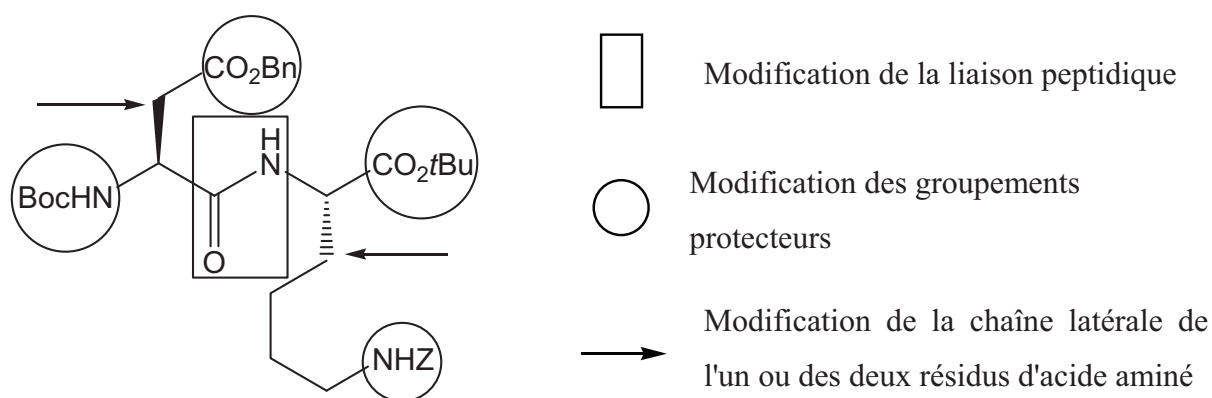 CO₂Bn
H
N
CO₂tBu
BocHN
O
NHZ
Modification de la liaison peptidique
Modification des groupements
protecteurs
Modification de la chaîne latérale de
l'un ou des deux résidus d'acide aminé